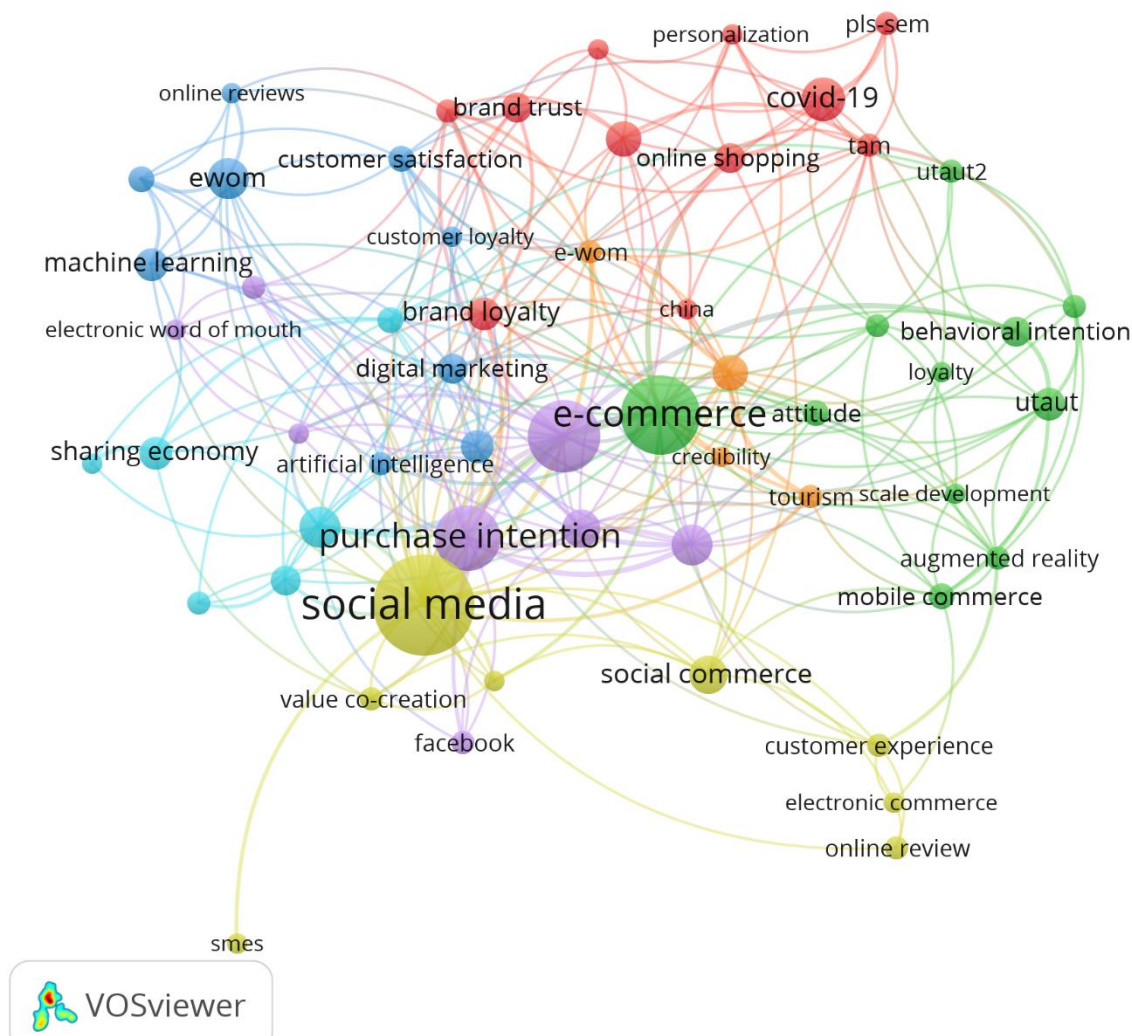 pls-sem
personalization
covid-19
online reviews
brand trust
tam
online shopping
customer satisfaction
utaut2
ewom
customer loyalty
e-wom
machine learning
china
brand loyalty
electronic word of mouth
behavioral intention
digital marketing
loyalty
utaut
e-commerce
attitude
sharing economy
credibility
artificial intelligence
tourism
scale development
purchase intention
augmented reality
mobile commerce
social media
social commerce
value co-creation
facebook
customer experience
electronic commerce
online review
smes
VOSviewer